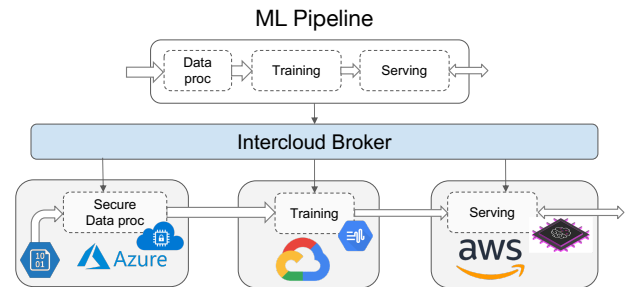 ML Pipeline
Data
proc
Training
Serving
Intercloud Broker
Secure
Data proc
Training
Serving
10
01
Azure
aws